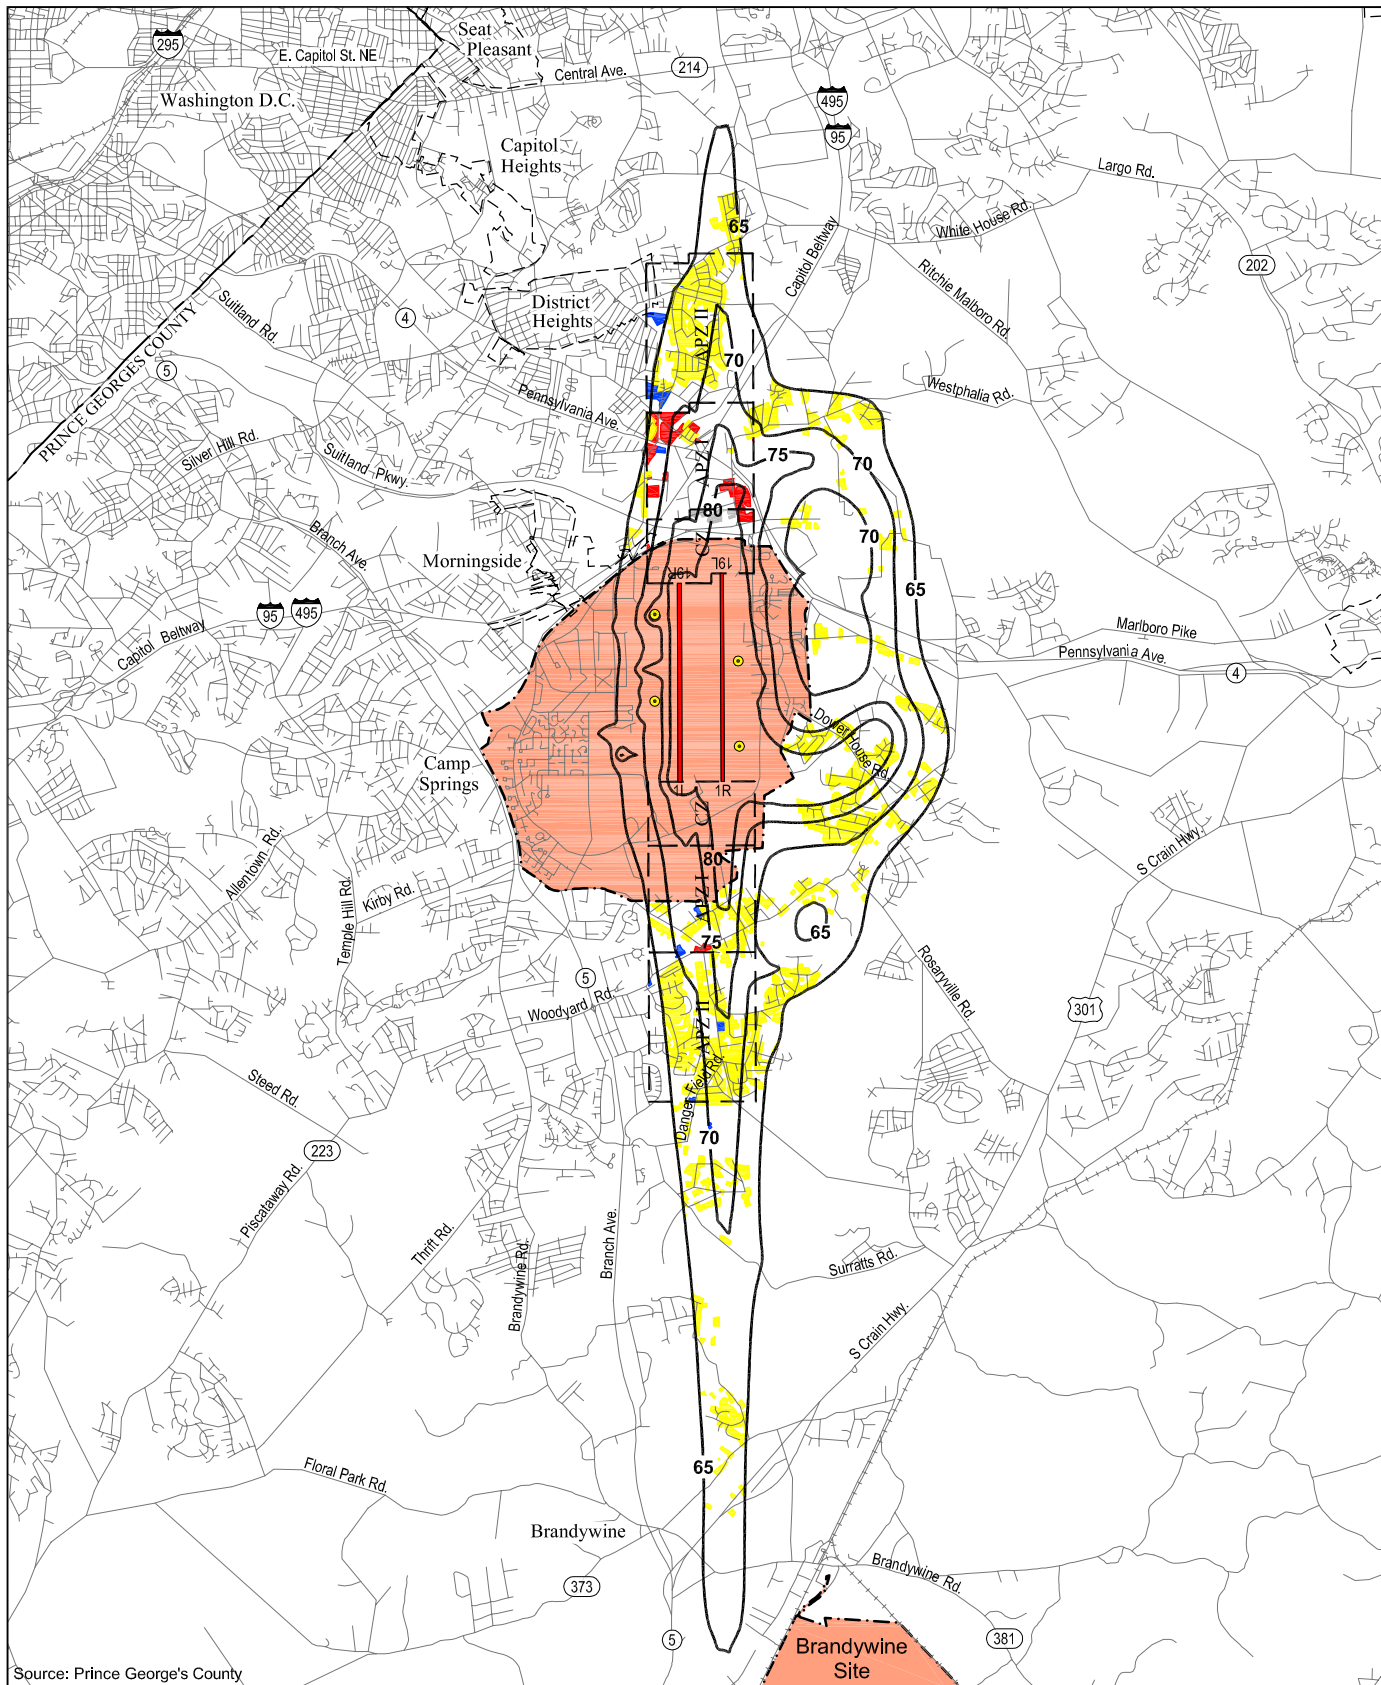 Seat
Pleasant
295
E. Capitol St. NE
Central Ave.
214
Washington D.C.
495
95
Capitol
Heights
Largo Rd.
65
White House Rd.
Capitol Beltway
202
Ritchie Malboro Rd.
Suitland Rd.
4
District
Heights
APZ II
PRINCE GEORGES COUNTY
5
70
Westphalia Rd.
Pennsylvania Ave.
Silver Hill Rd.
Suitland Pkwy.
APZ I
75
70
80
Branch Ave.
70
CZ
Morningside
19R
19L
65
95
495
Capitol Beltway
Marlboro Pike
Pennsylvania Ave.
4
Dower House Rd.
Camp
Springs
1R
CZ
S Crain Hwy.
80
Allentown Rd.
Kirby Rd.
Temple Hill Rd.
APZ I
75
65
5
Rosaryville Rd.
Woodyard Rd.
301
APZ II
Steed Rd.
Danger Field Rd.
70
223
Piscataway Rd.
Thrift Rd.
Brandywine Rd.
Branch Ave.
Surratts Rd.
S Crain Hwy.
65
Floral Park Rd.
Brandywine
373
Brandywine Rd.
5
381
Brandywine
Site
Source: Prince George's County